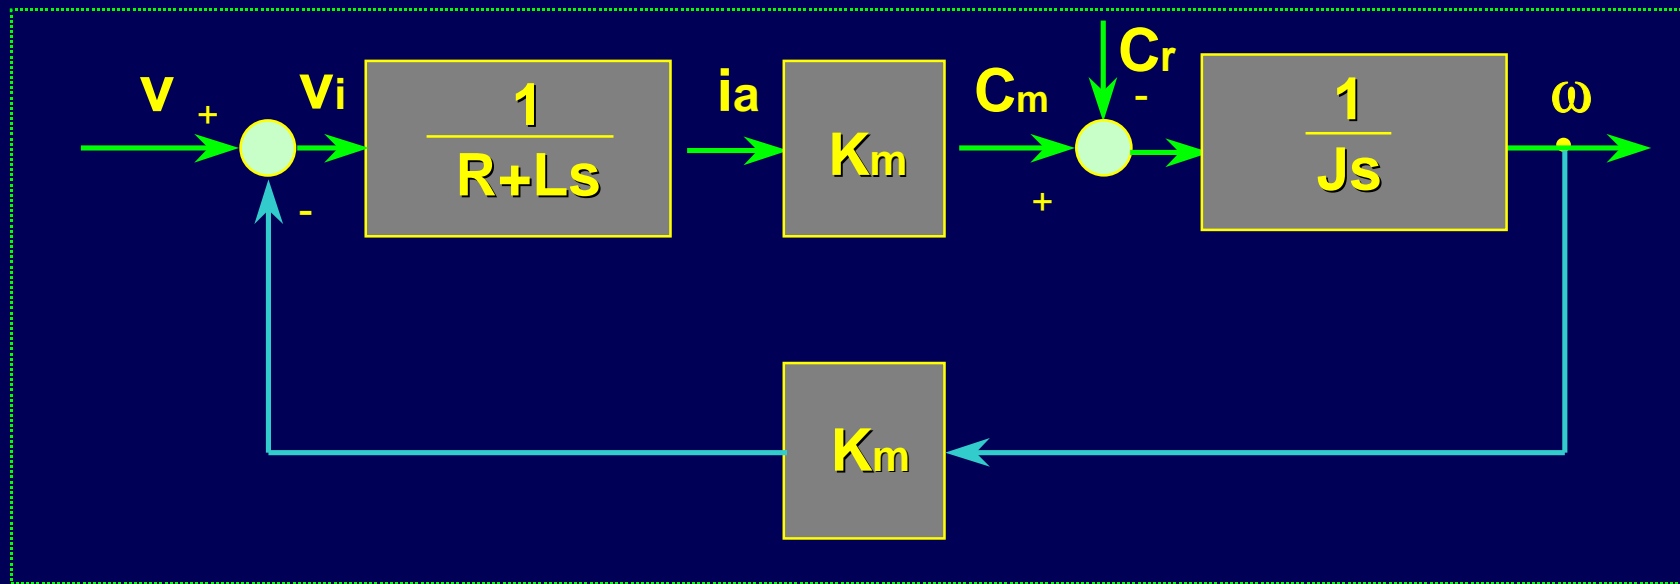 v + vi 1 ia Cm Cr - 1 ω
R+Ls Km + Js
-
Km